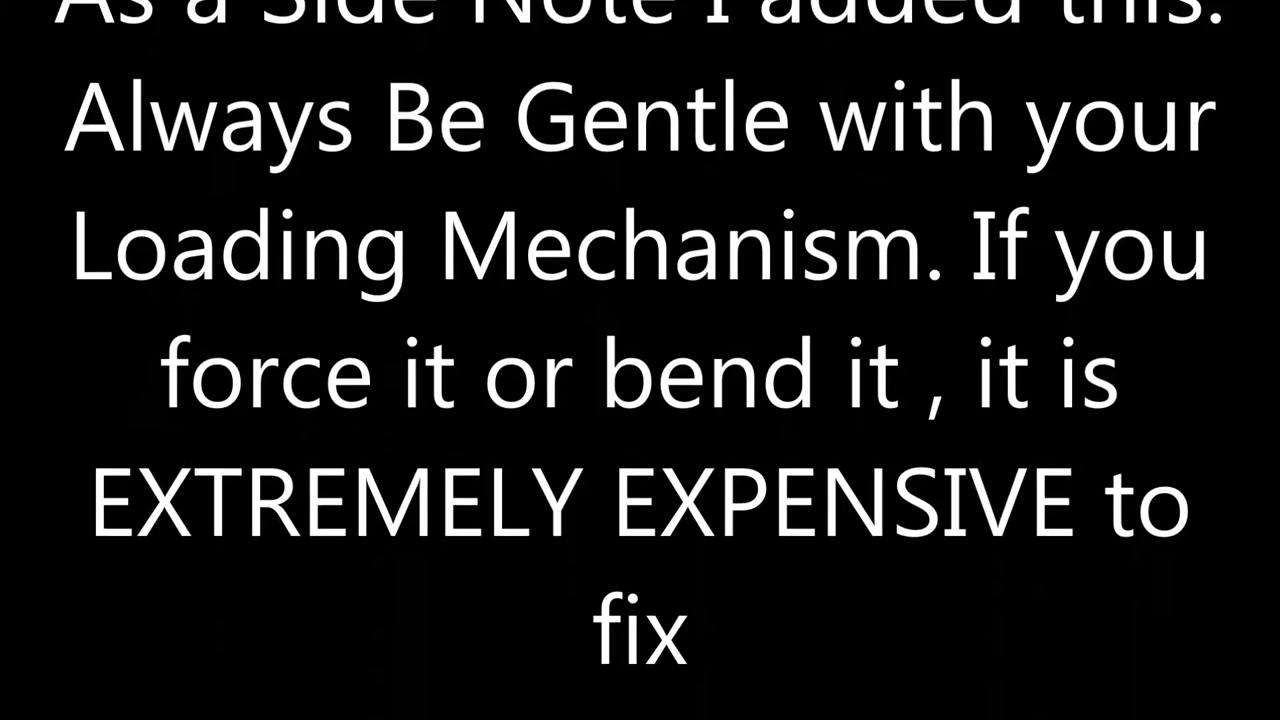 As a Side Note I added this.
Always Be Gentle with your
Loading Mechanism. If you
force it or bend it , it is
EXTREMELY EXPENSIVE to
fix